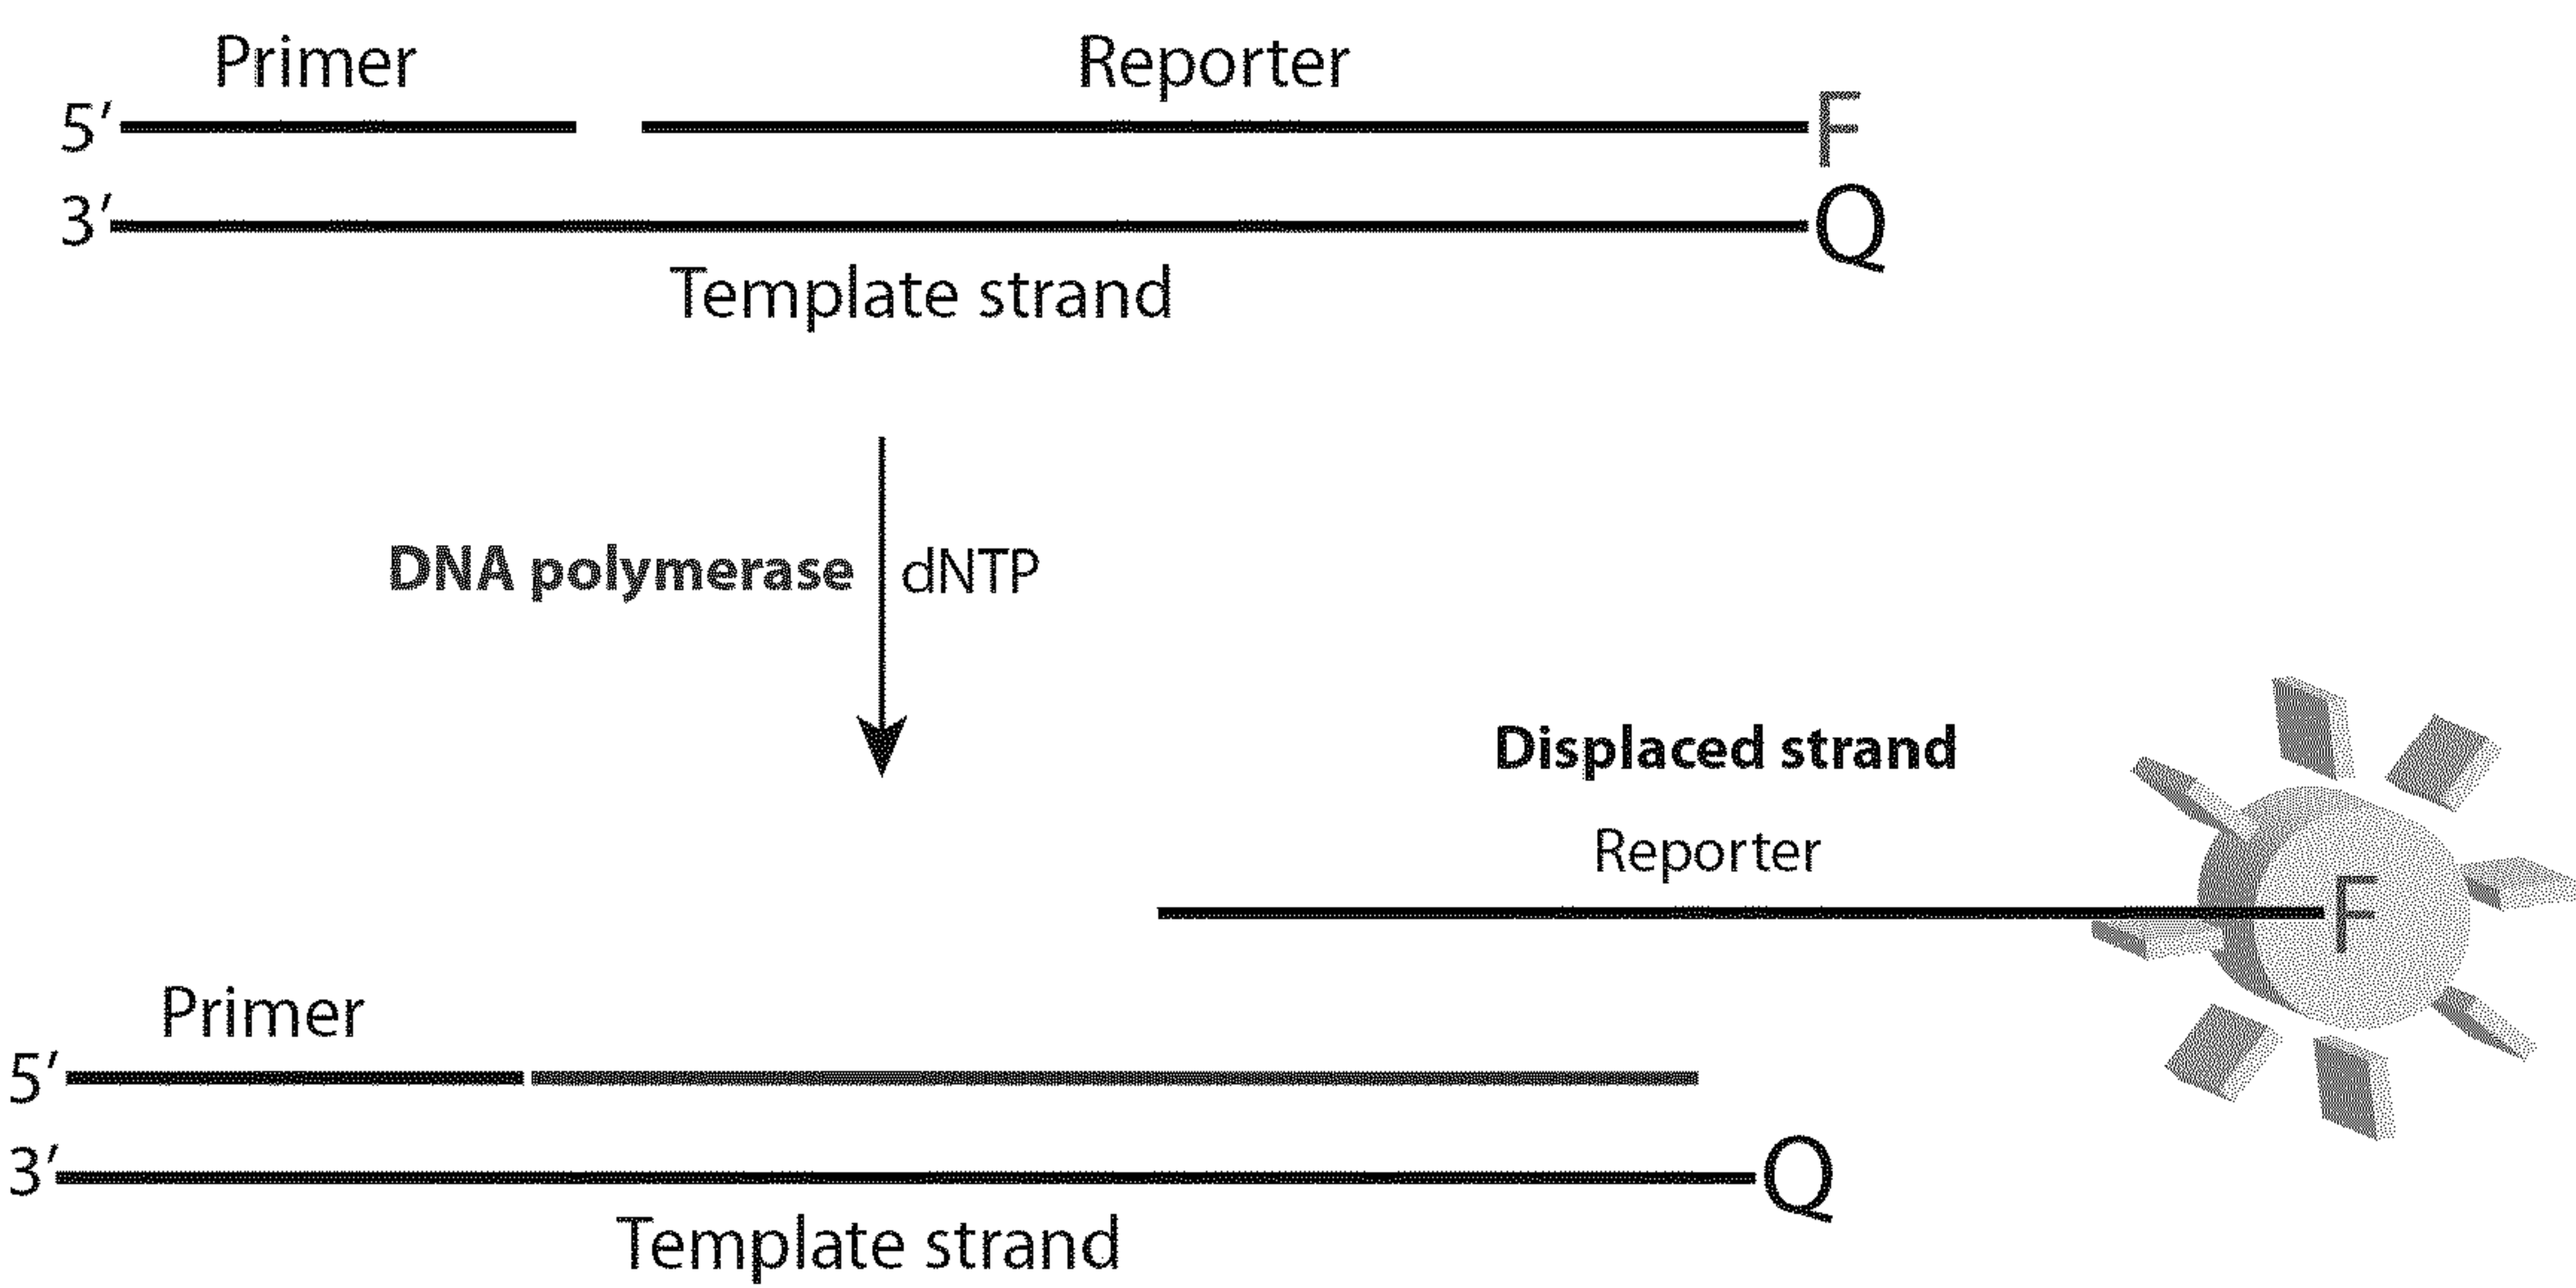 Primer Reporter
5′ F
3′ Q
Template strand
DNA polymerase dNTP
Displaced strand
Reporter
F
Primer
5′
3′ Q
Template strand